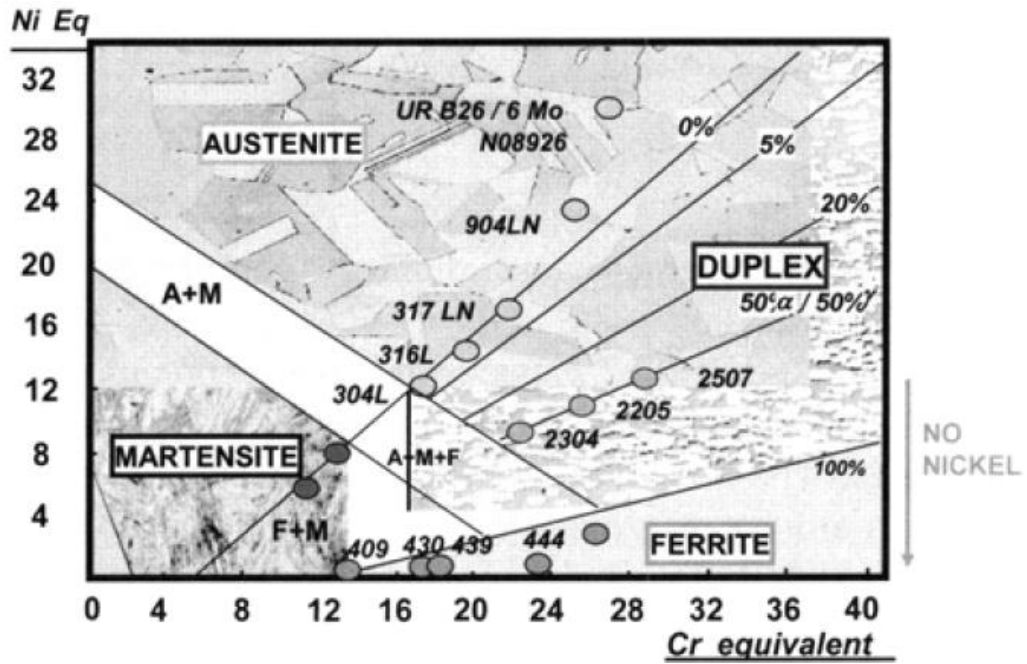 Ni Eq
32
28
24
20
16
12
8
4
UR B26 / 6 Mo
N08926
0%
5%
AUSTENITE
904LN
20%
DUPLEX
A+M
317 LN
50% α / 50% γ
316L
304L
2507
2205
2304
NO
NICKEL
MARTENSITE
A+M+F
100%
F+M
409
430
439
444
FERRITE
0
4
8
12
16
20
24
28
32
36
40
Cr equivalent